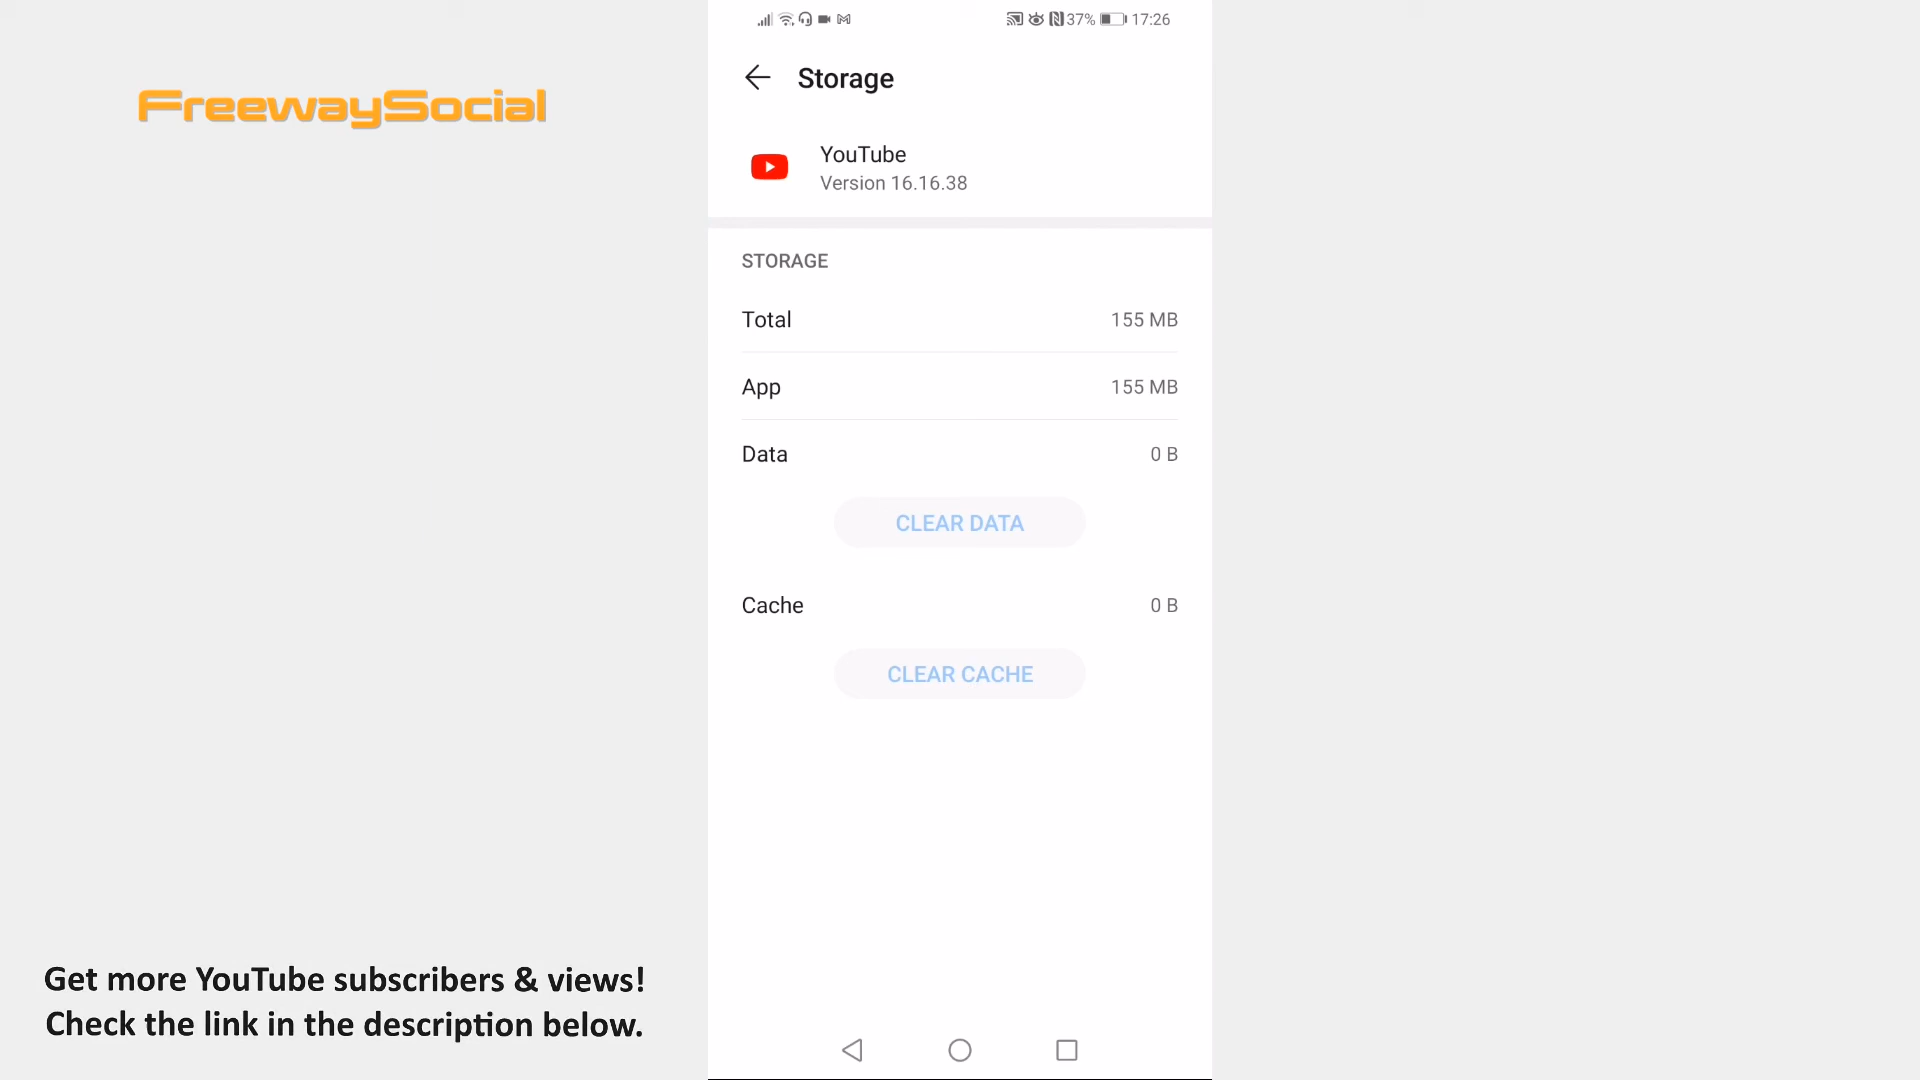 37% 17:26
FreewaySocial
Storage
YouTube
Version 16.16.38
STORAGE
Total 155 MB
App 155 MB
Data 0 B
CLEAR DATA
Cache 0 B
CLEAR CACHE
Get more YouTube subscribers & views!
Check the link in the description below.